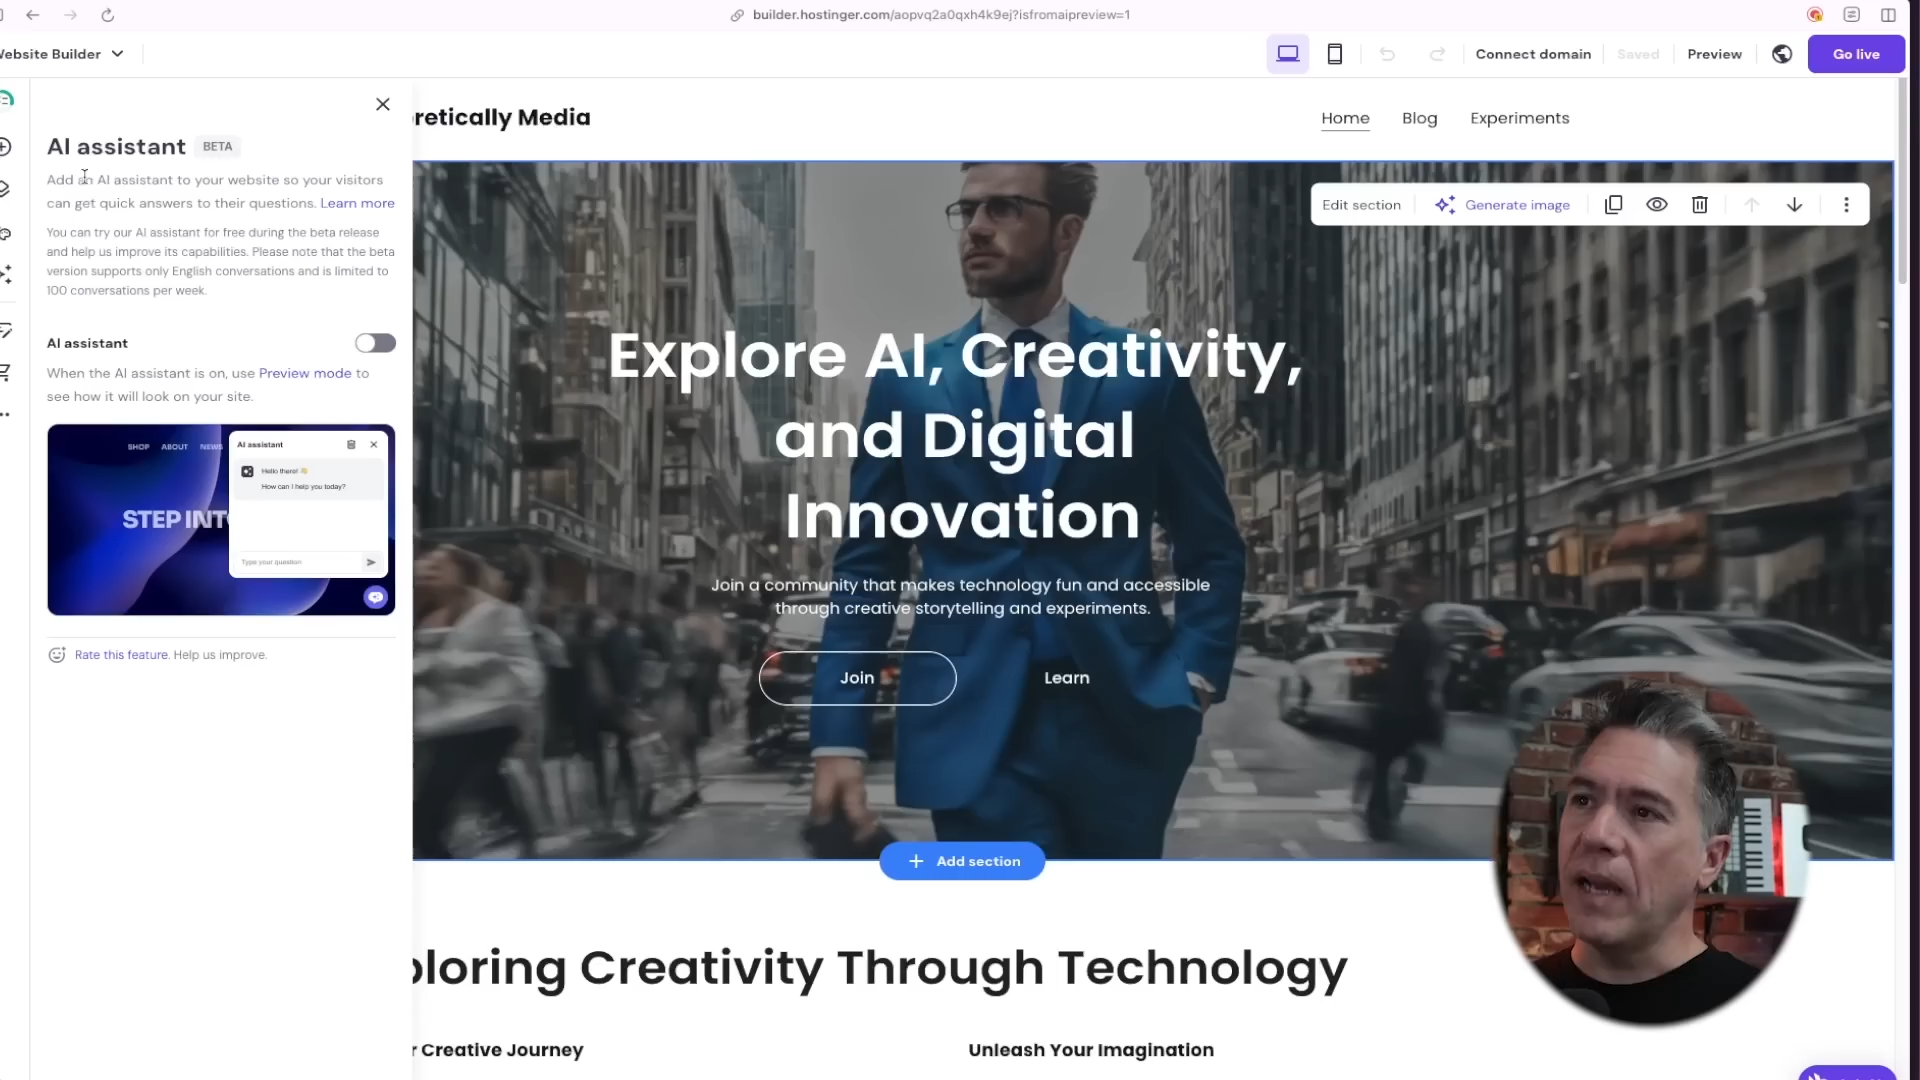 builder.hostinger.com/aopvq2a0qxh4k9ej?isfromaipreview=1
Website Builder
Connect domain
Saved
Preview
Go live
AI assistant
BETA
Add an AI assistant to your website so your visitors
can get quick answers to their questions. Learn more
You can try our AI assistant for free during the beta release
and help us improve its capabilities. Please note that the beta
version supports only English conversations and is limited to
100 conversations per week.
AI assistant
When the AI assistant is on, use Preview mode to
see how it will look on your site.
SHOP ABOUT NEWS
STEP INTO
AI assistant
Hello there! 👋
How can I help you today?
Type your question
Rate this feature. Help us improve.
retically Media
Home
Blog
Experiments
Edit section
Generate image
Explore AI, Creativity,
and Digital
Innovation
Join a community that makes technology fun and accessible
through creative storytelling and experiments.
Join
Learn
Add section
ploring Creativity Through Technology
r Creative Journey
Unleash Your Imagination